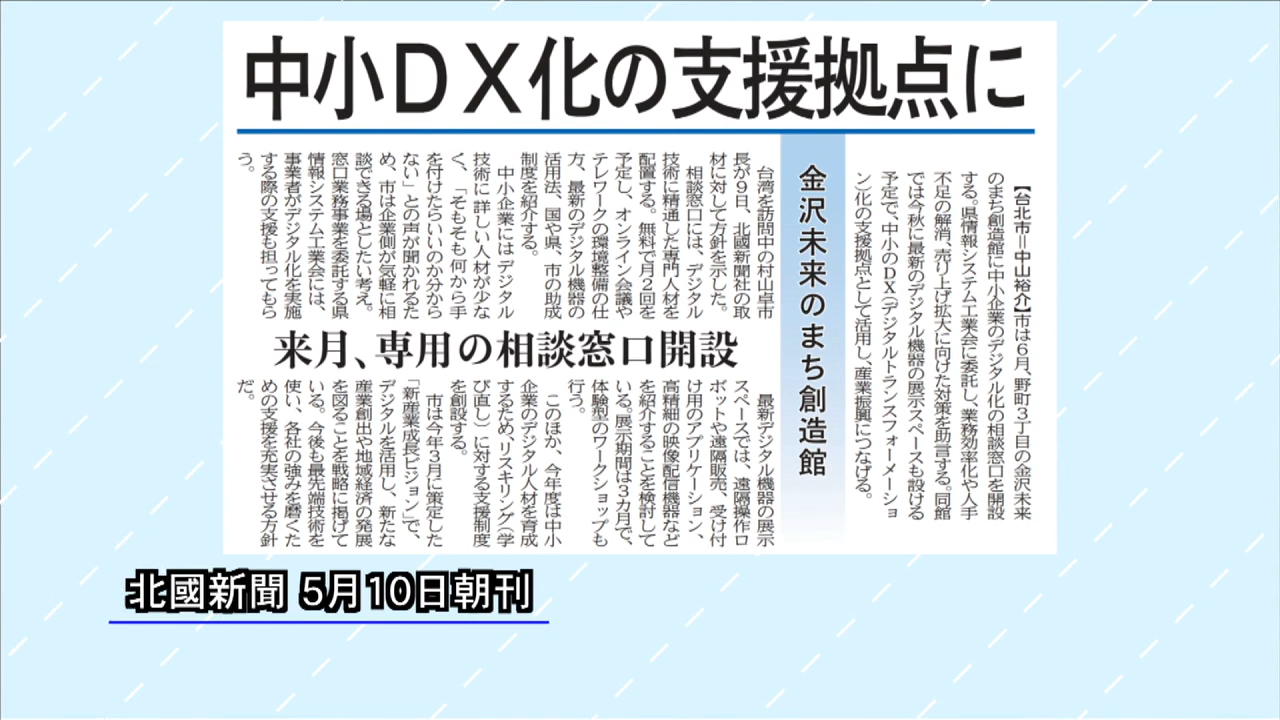 中小ＤＸ化の支援拠点に
金沢未来のまち創造館
来月、専用の相談窓口開設
【台北市＝中山裕介】市は６月、野町３丁目の金沢未来
のまち創造館に中小企業のデジタル化の相談窓口を開設
する。県情報システム工業会に委託し、業務効率化や人手
不足の解消、売り上げ拡大に向けた対策を助言する。同館
では今秋に最新のデジタル機器の展示スペースも設ける
予定で、中小のＤＸ（デジタルトランスフォーメーショ
ン）化の支援拠点として活用し、産業振興につなげる。
台湾を訪問中の村山卓市
長が９日、北國新聞社の取
材に対して方針を示した。
相談窓口には、デジタル
技術に精通した専門人材を
配置する。無料で月２回を
予定し、オンライン会議や
テレワークの環境整備の仕
方、最新のデジタル機器の
活用法、国や県、市の助成
制度を紹介する。
中小企業にはデジタル
技術に詳しい人材が少な
く、「そもそも何から手
を付けたらいいのか分から
ない」との声が聞かれるた
め、市は企業側が気軽に相
談できる場としたい考え。
窓口業務事業を委託する県
情報システム工業会には、
事業者がデジタル化を実施
する際の支援も担ってもら
う。
最新デジタル機器の展示
スペースでは、遠隔操作ロ
ボットや遠隔販売、受け付
け用のアプリケーション、
高精細の映像配信機器など
を紹介することを検討して
いる。展示期間は３カ月で、
体験型のワークショップも
行う。
このほか、今年度は中小
企業のデジタル人材を育成
するため、リスキリング（学
び直し）に対する支援制度
を創設する。
市は今年３月に策定した
「新産業成長ビジョン」で、
デジタルを活用し、新たな
産業創出や地域経済の発展
を図ることを戦略に掲げて
いる。今後も最先端技術を
使い、各社の強みを磨くた
めの支援を充実させる方針
だ。
北國新聞 5月10日朝刊